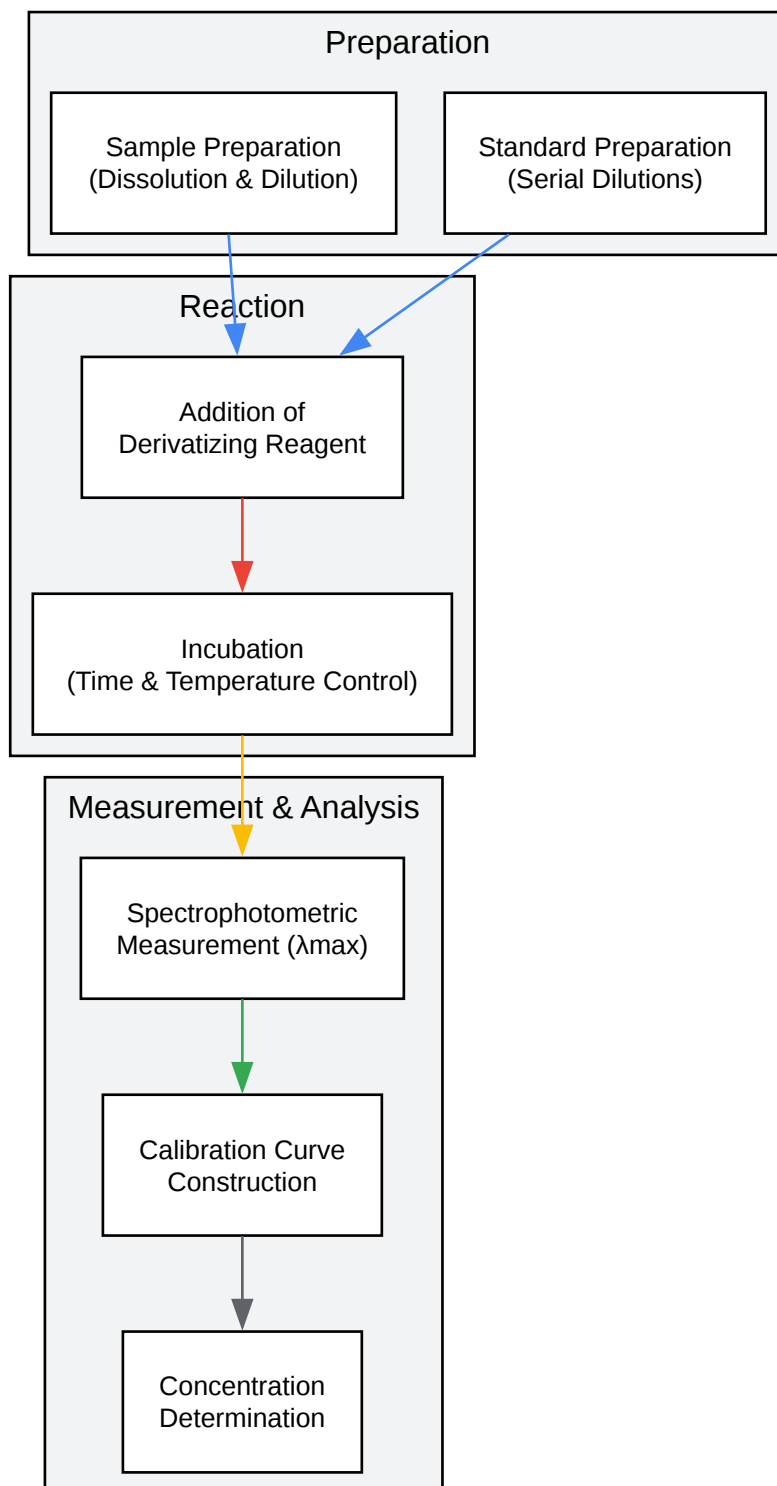 Preparation
Sample Preparation
(Dissolution & Dilution)
Standard Preparation
(Serial Dilutions)
Reaction
Addition of
Derivatizing Reagent
Incubation
(Time & Temperature Control)
Measurement & Analysis
Spectrophotometric
Measurement (λmax)
Calibration Curve
Construction
Concentration
Determination